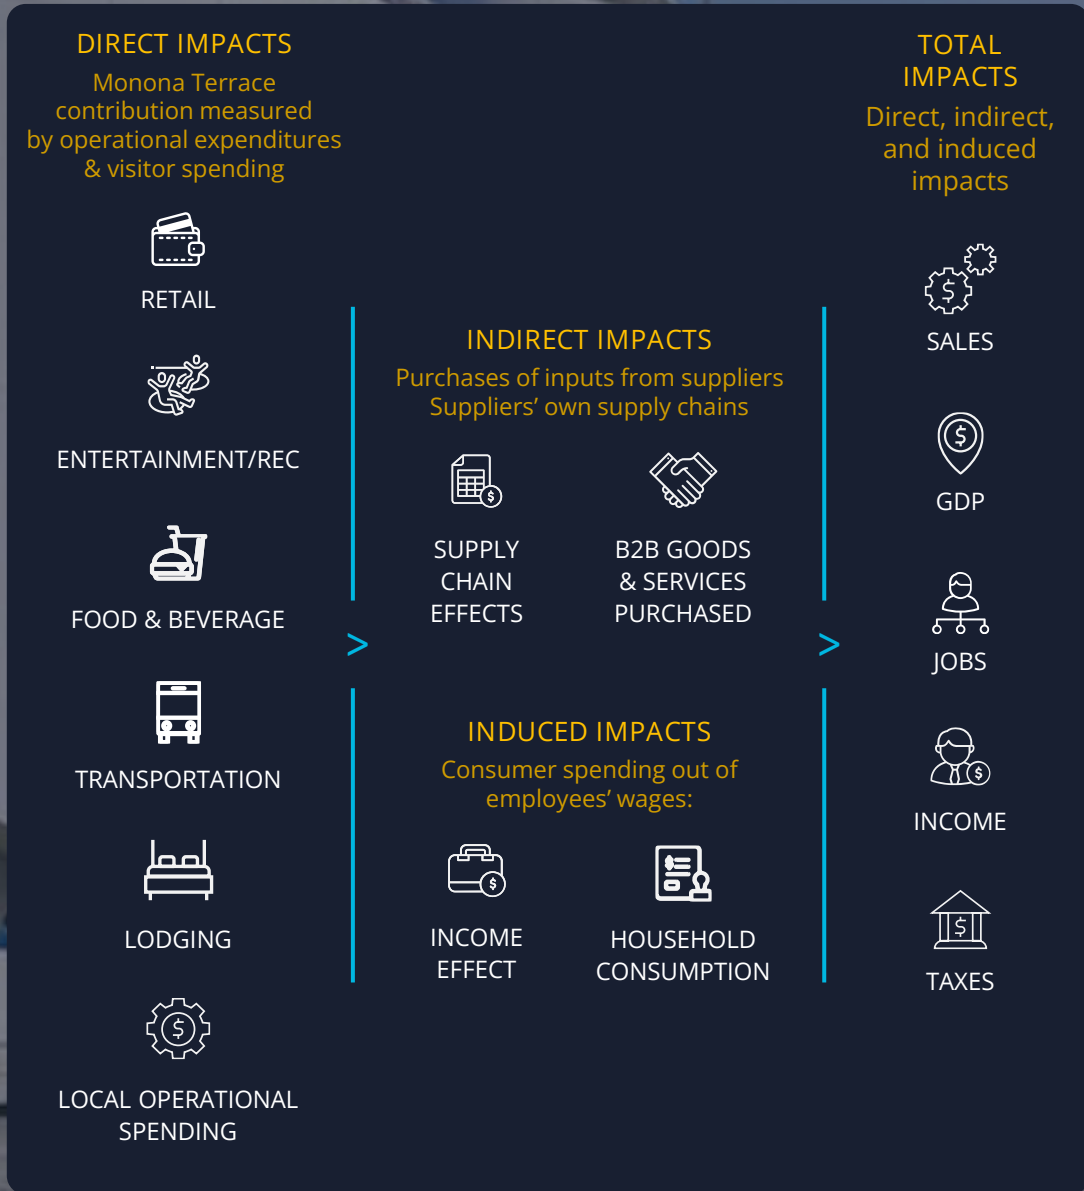 DIRECT IMPACTS
Monona Terrace
contribution measured
by operational expenditures
& visitor spending
RETAIL
ENTERTAINMENT/REC
FOOD & BEVERAGE
TRANSPORTATION
LODGING
LOCAL OPERATIONAL
SPENDING
>
INDIRECT IMPACTS
Purchases of inputs from suppliers
Suppliers’ own supply chains
SUPPLY
CHAIN
EFFECTS
B2B GOODS
& SERVICES
PURCHASED
INDUCED IMPACTS
Consumer spending out of
employees’ wages:
INCOME
EFFECT
HOUSEHOLD
CONSUMPTION
>
TOTAL
IMPACTS
Direct, indirect,
and induced
impacts
SALES
GDP
JOBS
INCOME
TAXES